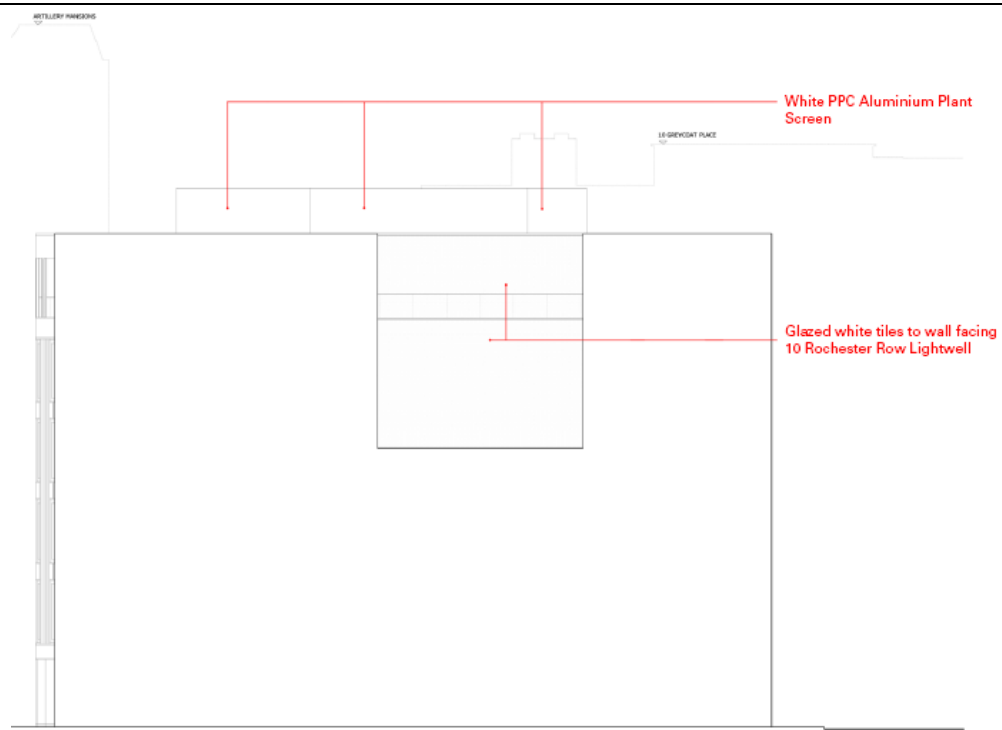 ARTILLERY MANSIONS
White PPC Aluminium Plant
Screen
10 GREYCOAT PLACE
Glazed white tiles to wall facing
10 Rochester Row Lightwell